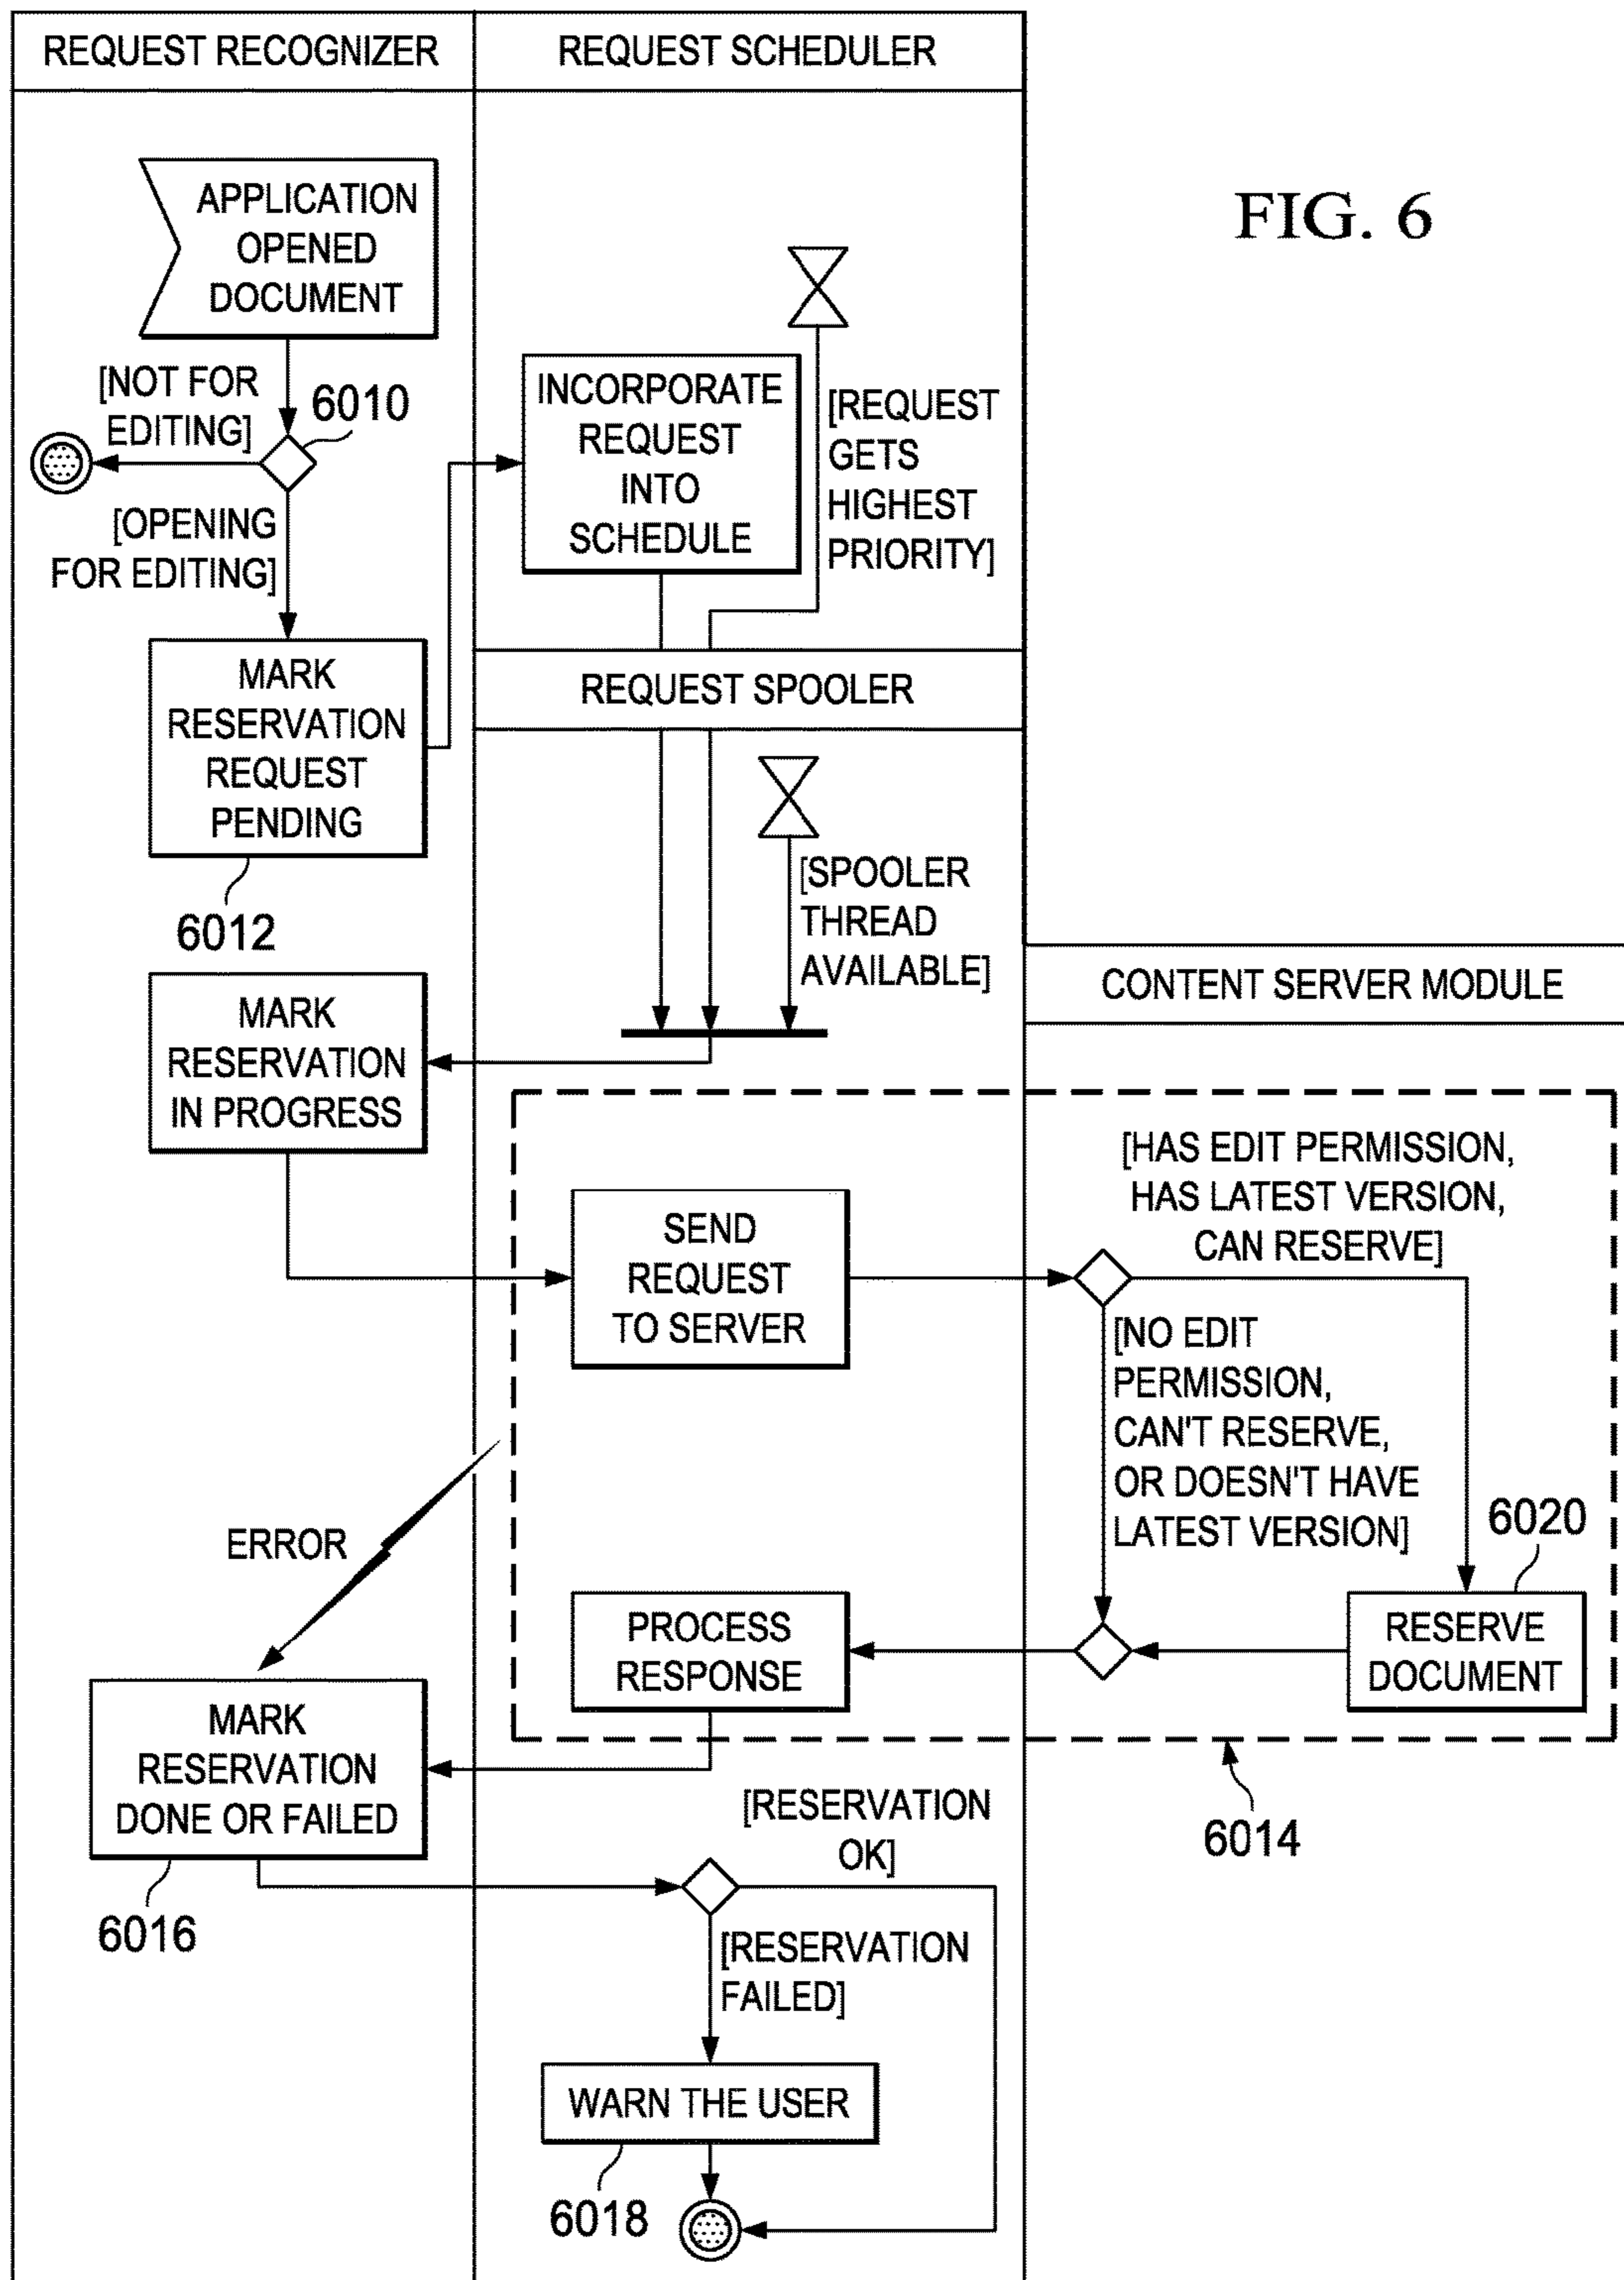 REQUEST RECOGNIZER
REQUEST SCHEDULER
FIG. 6
APPLICATION
OPENED
DOCUMENT
[NOT FOR
EDITING]
6010
[OPENING
FOR EDITING]
INCORPORATE
REQUEST
INTO
SCHEDULE
[REQUEST
GETS
HIGHEST
PRIORITY]
MARK
RESERVATION
REQUEST
PENDING
6012
REQUEST SPOOLER
[SPOOLER
THREAD
AVAILABLE]
CONTENT SERVER MODULE
MARK
RESERVATION
IN PROGRESS
SEND
REQUEST
TO SERVER
[HAS EDIT PERMISSION,
HAS LATEST VERSION,
CAN RESERVE]
[NO EDIT
PERMISSION,
CAN'T RESERVE,
OR DOESN'T HAVE
LATEST VERSION]
6020
RESERVE
DOCUMENT
ERROR
PROCESS
RESPONSE
6014
MARK
RESERVATION
DONE OR FAILED
6016
[RESERVATION
OK]
[RESERVATION
FAILED]
WARN THE USER
6018